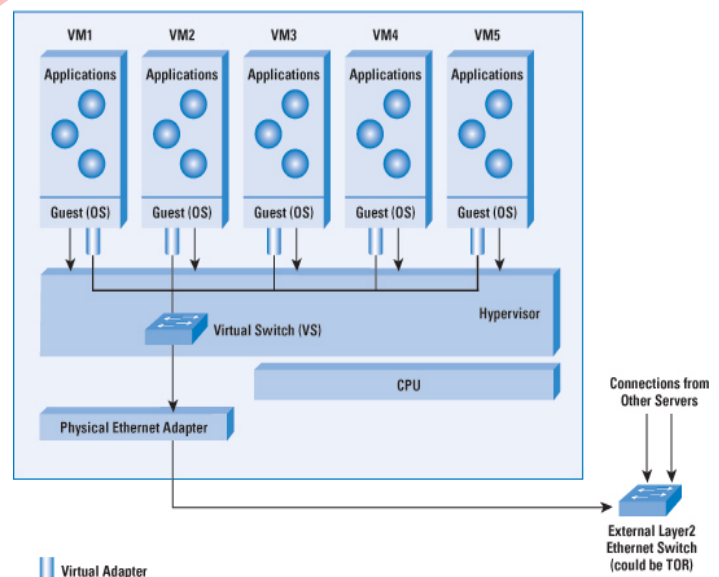 VM1 VM2 VM3 VM4 VM5
Applications Applications Applications Applications Applications
Guest (OS) Guest (OS) Guest (OS) Guest (OS) Guest (OS)
Hypervisor
Virtual Switch (VS)
CPU
Physical Ethernet Adapter
Connections from
Other Servers
External Layer2
Ethernet Switch
(could be TOR)
Virtual Adapter